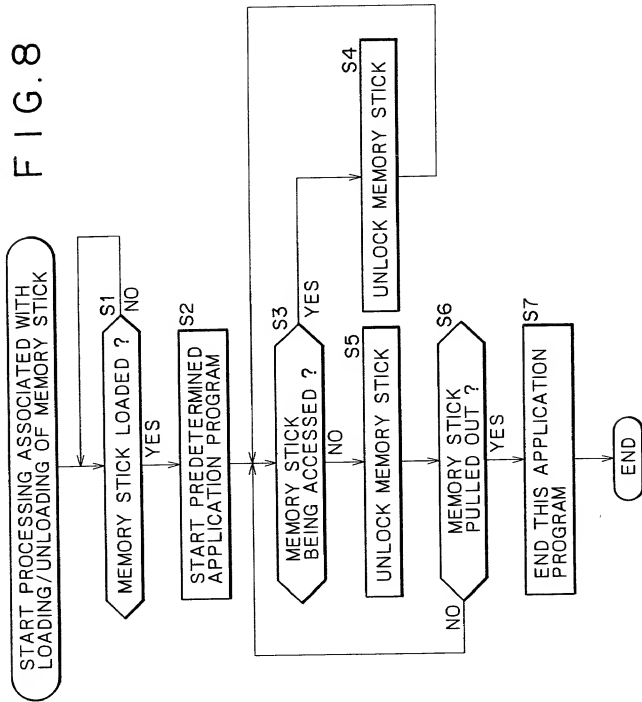 FIG.8
START PROCESSING ASSOCIATED WITH
LOADING/UNLOADING OF MEMORY STICK
S1
MEMORY STICK LOADED ?
NO
YES
S2
START PREDETERMINED
APPLICATION PROGRAM
S3
MEMORY STICK
BEING ACCESSED ?
YES
NO
S4
UNLOCK MEMORY STICK
S5
UNLOCK MEMORY STICK
S6
MEMORY STICK
PULLED OUT ?
NO
YES
S7
END THIS APPLICATION
PROGRAM
END